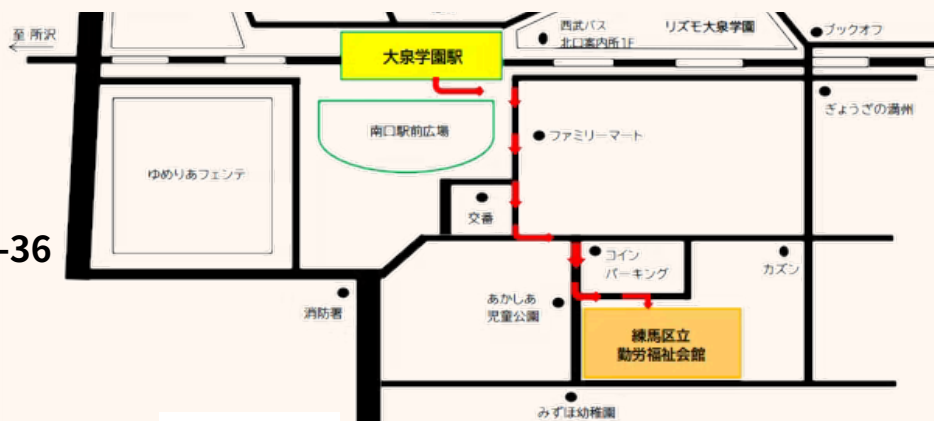 至 所沢
西武バス
北口案内所1F
リズモ大泉学園
ブックオフ
大泉学園駅
ぎょうざの満州
南口駅前広場
ファミリーマート
ゆめりあフェンテ
交番
-36
コイン
パーキング
カズン
消防署
あかしあ
児童公園
練馬区立
勤労福祉会館
みずほ幼稚園